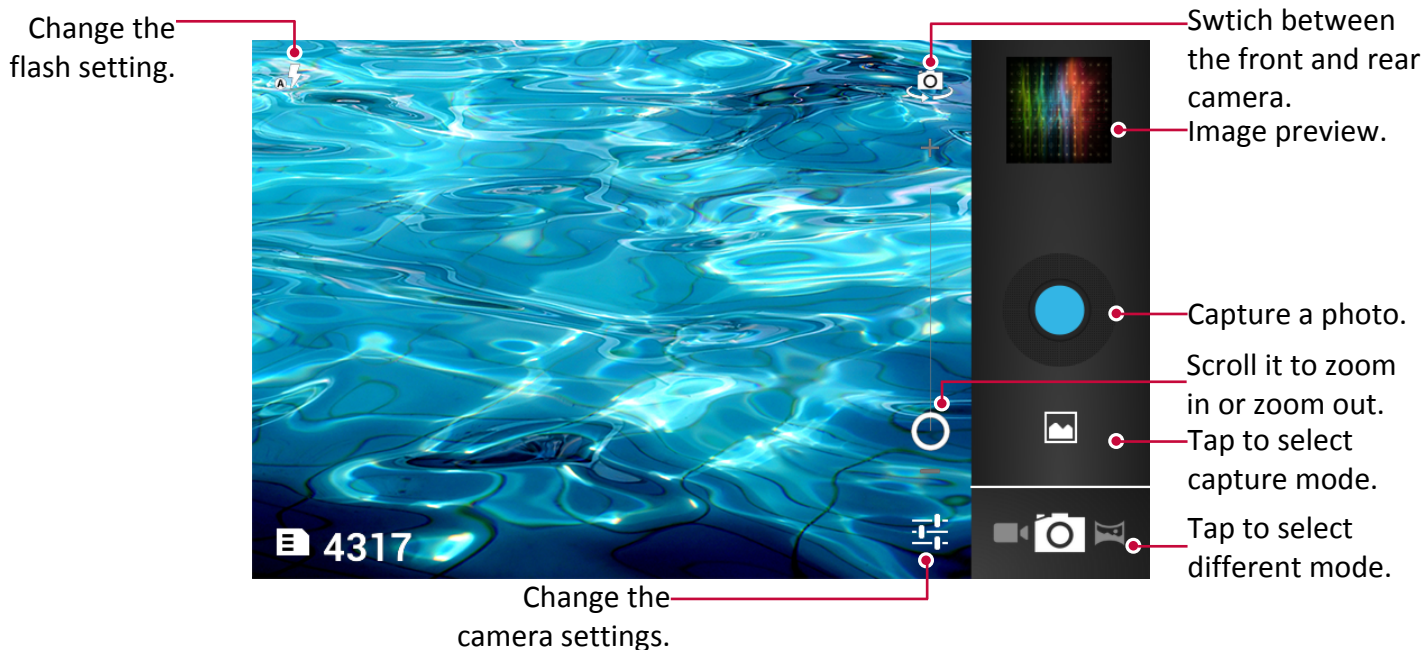 Change the
flash setting.
Swtich between
the front and rear
camera.
Image preview.
A
Capture a photo.
Scroll it to zoom
in or zoom out.
Tap to select
capture mode.
4317
Tap to select
different mode.
Change the
camera settings.